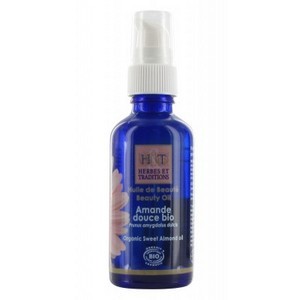 H&T
HERBES ET
TRADITIONS
Huile de Beauté
Beauty Oil
Amande
douce bio
Prunus amygdalus dulcis
Organic Sweet Almond oil
BIO